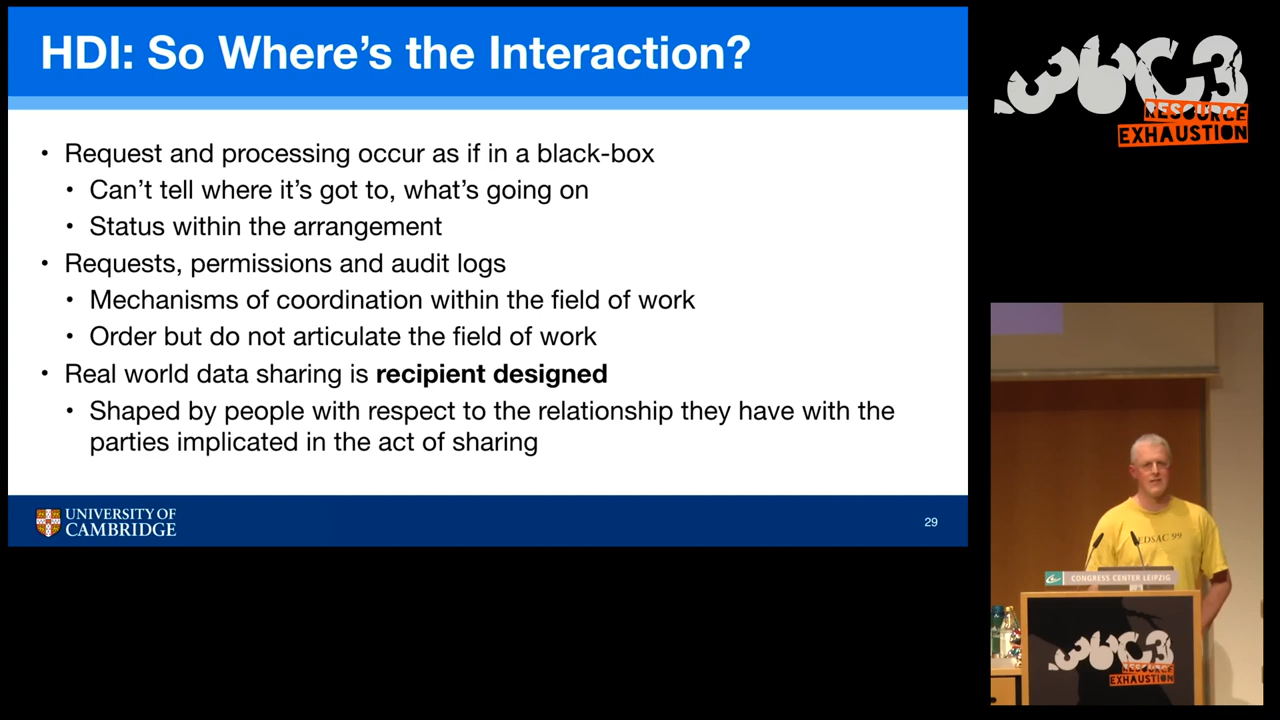 HDI: So Where's the Interaction?
• Request and processing occur as if in a black-box
• Can't tell where it's got to, what's going on
• Status within the arrangement
• Requests, permissions and audit logs
• Mechanisms of coordination within the field of work
• Order but do not articulate the field of work
• Real world data sharing is recipient designed
• Shaped by people with respect to the relationship they have with the
parties implicated in the act of sharing
UNIVERSITY OF
CAMBRIDGE
29
36C3
RESOURCE
EXHAUSTION
EDSAC 99
CONGRESS CENTER LEIPZIG
36C3
RESOURCE
EXHAUSTION